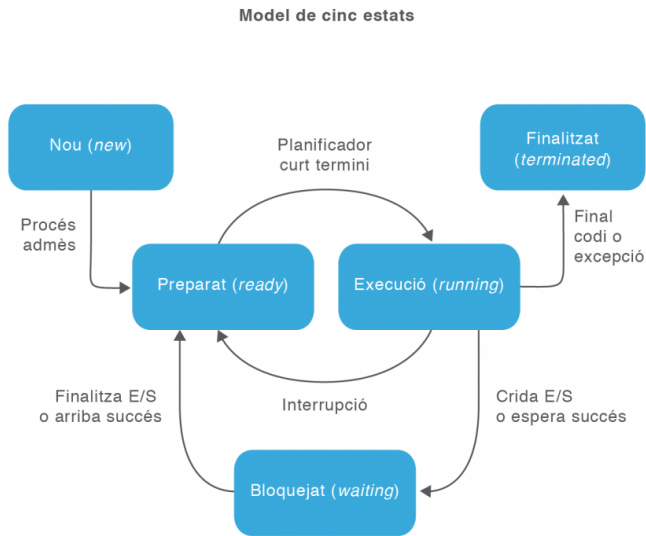 Model de cinc estats
Nou (new)
Planificador
curt termini
Finalitzat
(terminated)
Procés
admès
Final
codi o
excepció
Preparat (ready)
Execució (running)
Finalitza E/S
o arriba succés
Interrupció
Crida E/S
o espera succés
Bloquejat (waiting)